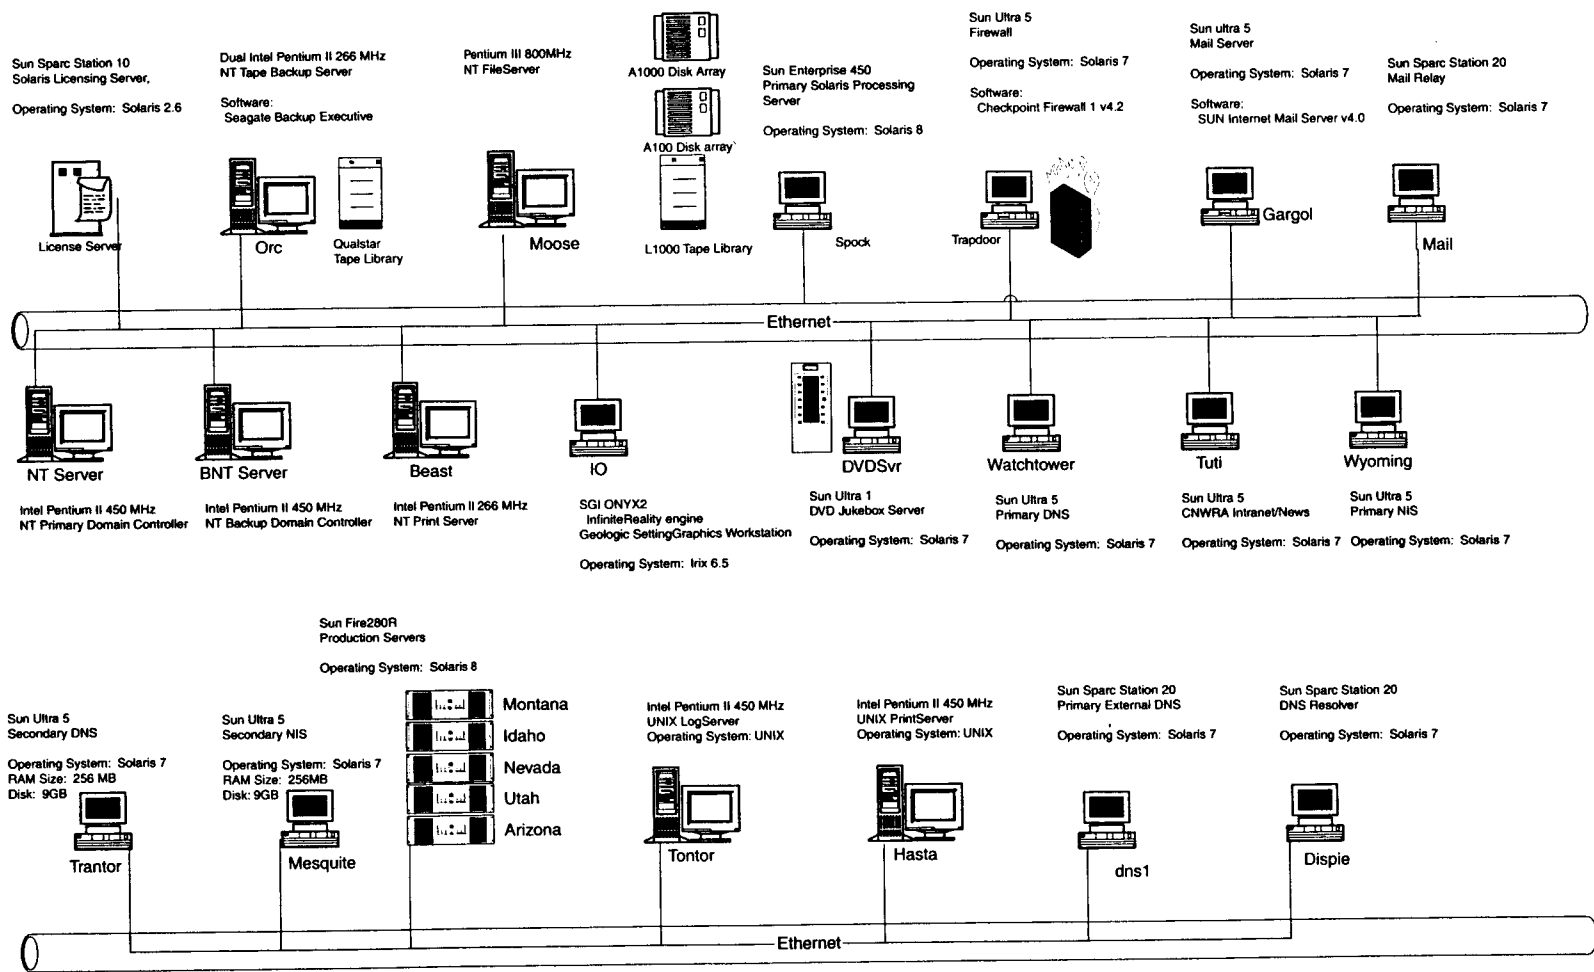 Sun Sparc Station 10
Solaris Licensing Server,
Operating System: Solaris 2.6
License Server
Dual Intel Pentium II 266 MHz
NT Tape Backup Server
Software:
Seagate Backup Executive
Orc
Qualstar
Tape Library
Pentium III 800MHz
NT FileServer
Moose
A1000 Disk Array
A100 Disk array
L1000 Tape Library
Sun Enterprise 450
Primary Solaris Processing
Server
Operating System: Solaris 8
Spock
Sun Ultra 5
Firewall
Operating System: Solaris 7
Software:
Checkpoint Firewall 1 v4.2
Trapdoor
Sun ultra 5
Mail Server
Operating System: Solaris 7
Software:
SUN Internet Mail Server v4.0
Gargol
Sun Sparc Station 20
Mail Relay
Operating System: Solaris 7
Mail
Ethernet
NT Server
Intel Pentium II 450 MHz
NT Primary Domain Controller
BNT Server
Intel Pentium II 450 MHz
NT Backup Domain Controller
Beast
Intel Pentium II 266 MHz
NT Print Server
IO
SGI ONYX2
InfiniteReality engine
Geologic SettingGraphics Workstation
Operating System: Irix 6.5
DVDSvr
Sun Ultra 1
DVD Jukebox Server
Operating System: Solaris 7
Watchtower
Sun Ultra 5
Primary DNS
Operating System: Solaris 7
Tuti
Sun Ultra 5
CNWRA Intranet/News
Operating System: Solaris 7
Wyoming
Sun Ultra 5
Primary NIS
Operating System: Solaris 7
Sun Ultra 5
Secondary DNS
Operating System: Solaris 7
RAM Size: 256 MB
Disk: 9GB
Trantor
Sun Ultra 5
Secondary NIS
Operating System: Solaris 7
RAM Size: 256MB
Disk: 9GB
Mesquite
Sun Fire280R
Production Servers
Operating System: Solaris 8
Montana
Idaho
Nevada
Utah
Arizona
Intel Pentium II 450 MHz
UNIX LogServer
Operating System: UNIX
Tontor
Intel Pentium II 450 MHz
UNIX PrintServer
Operating System: UNIX
Hasta
Sun Sparc Station 20
Primary External DNS
Operating System: Solaris 7
dns1
Sun Sparc Station 20
DNS Resolver
Operating System: Solaris 7
Dispie
Ethernet